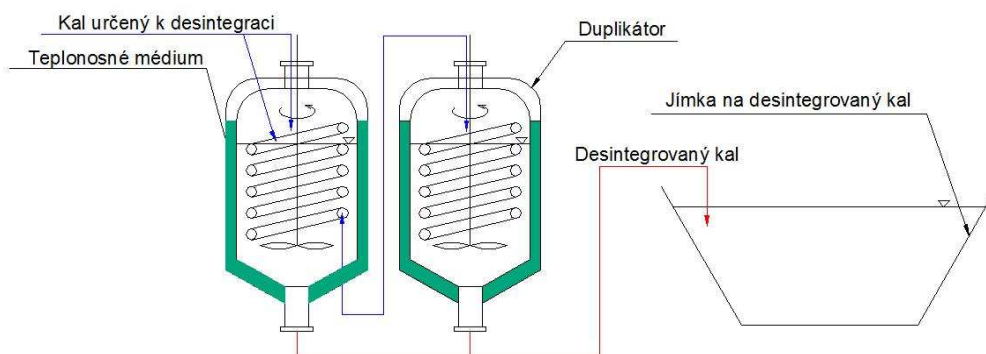 Kal určený k desintegraci
Teplonosné médium
Duplikátor
Jímka na desintegrovaný kal
Desintegrovaný kal